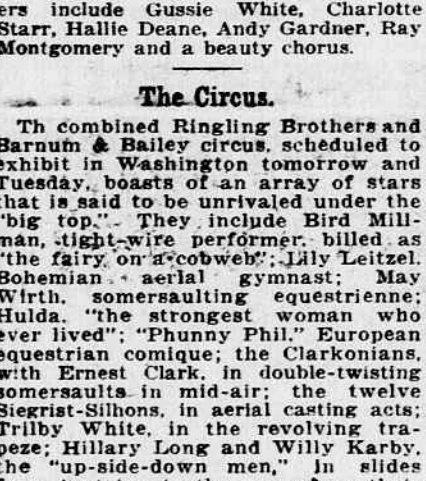 ers include Gussie White, Charlotte
Starr, Hallie Deane, Andy Gardner, Ray
Montgomery and a beauty chorus.
The Circus.
Th combined Ringling Brothers and
Barnum & Bailey circus, scheduled to
exhibit in Washington tomorrow and
Tuesday, boasts of an array of stars
that is said to be unrivaled under the
"big top." They include Bird Mill-
man, tight-wire performer, billed as
"the fairy on a cobweb"; Lily Leitzel,
Bohemian aerial gymnast; May
Wirth, somersaulting equestrienne;
Hulda, "the strongest woman who
ever lived"; "Phunny Phil," European
equestrian comique; the Clarkonians,
with Ernest Clark, in double-twisting
somersaults in mid-air; the twelve
Siegrist-Silhons, in aerial casting acts;
Trilby White, in the revolving tra-
peze; Hillary Long and Willy Karby,
the "up-side-down men," in slides